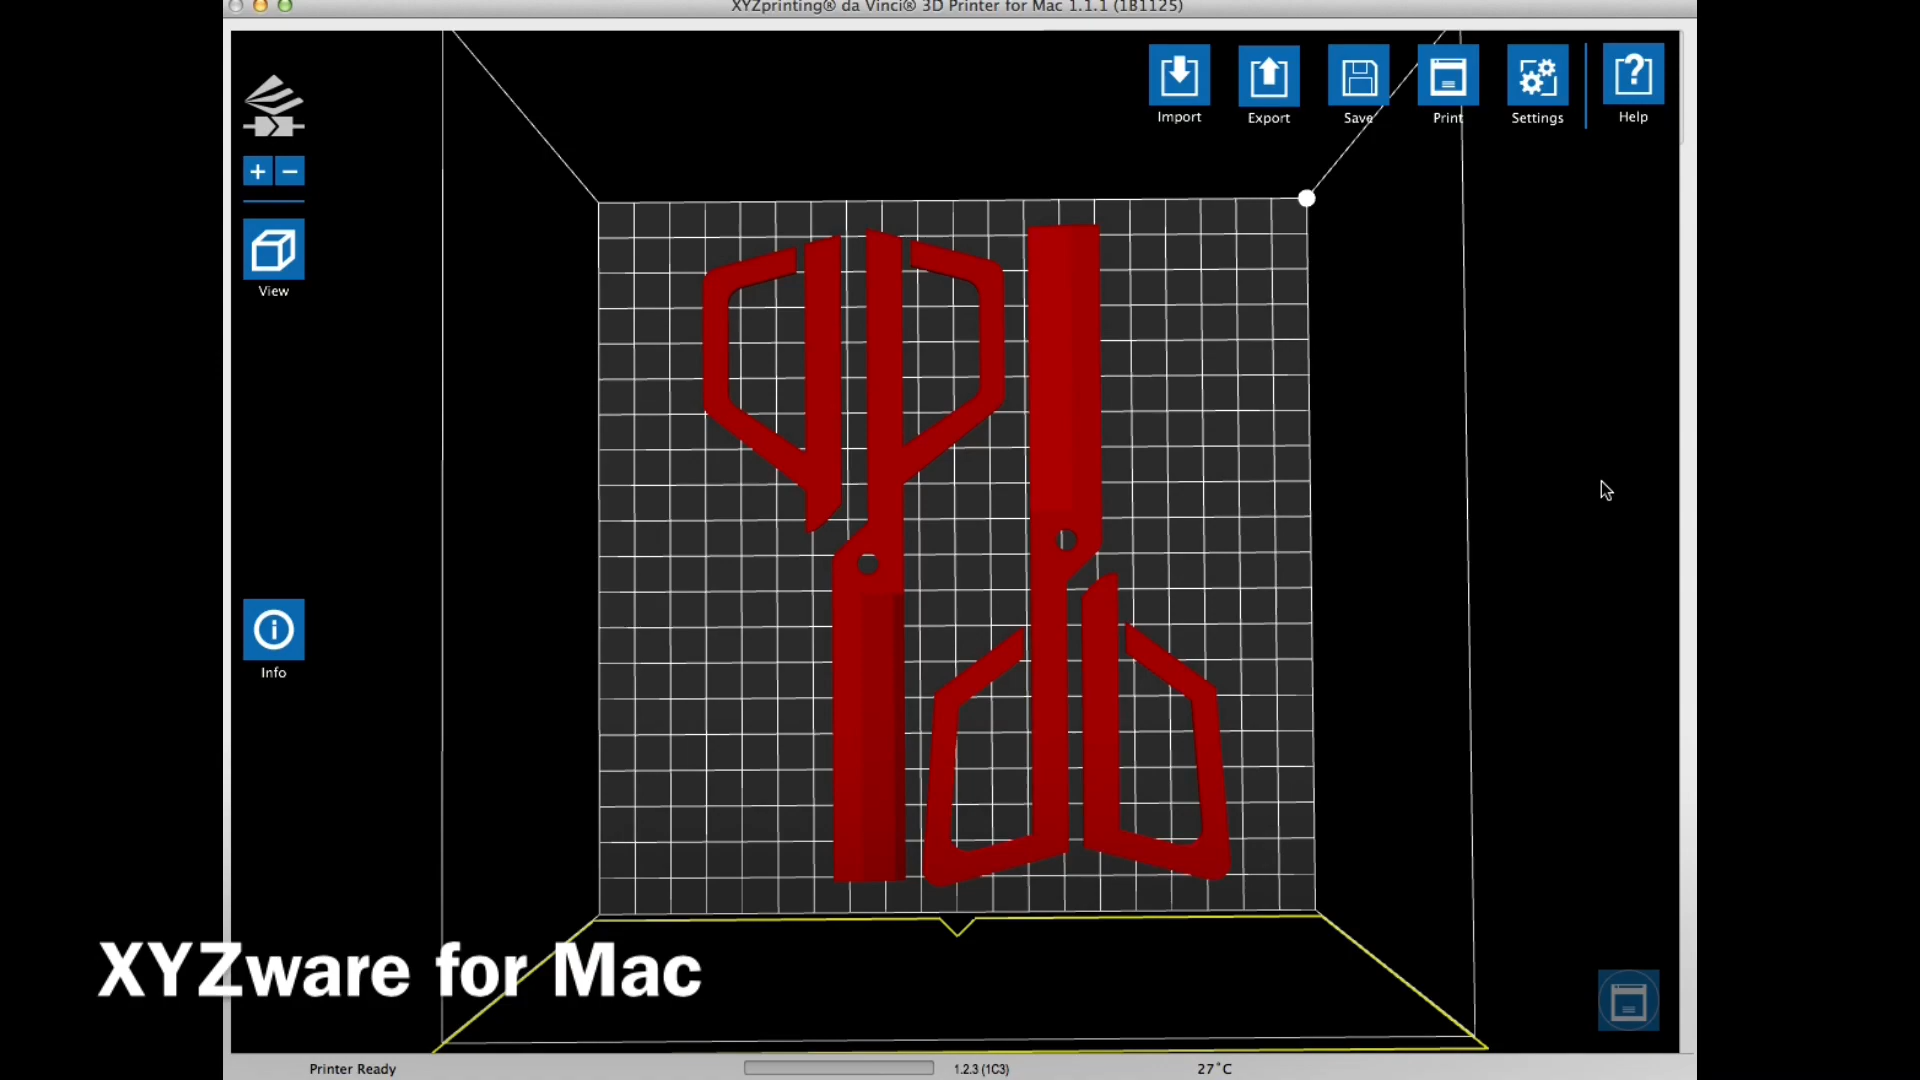 XYZprinting® da Vinci® 3D Printer for Mac 1.1.1 (1B1125)
Import
Export
Save
Print
Settings
Help
View
Info
XYZware for Mac
Printer Ready
1.2.3 (1C3)
27°C